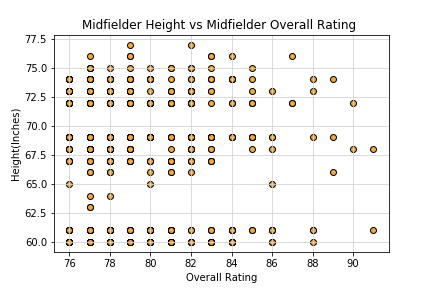 Midfielder Height vs Midfielder Overall Rating
77.5
75.0
72.5
70.0
67.5
65.0
62.5
60.0
Height(Inches)
76 78 80 82 84 86 88 90
Overall Rating